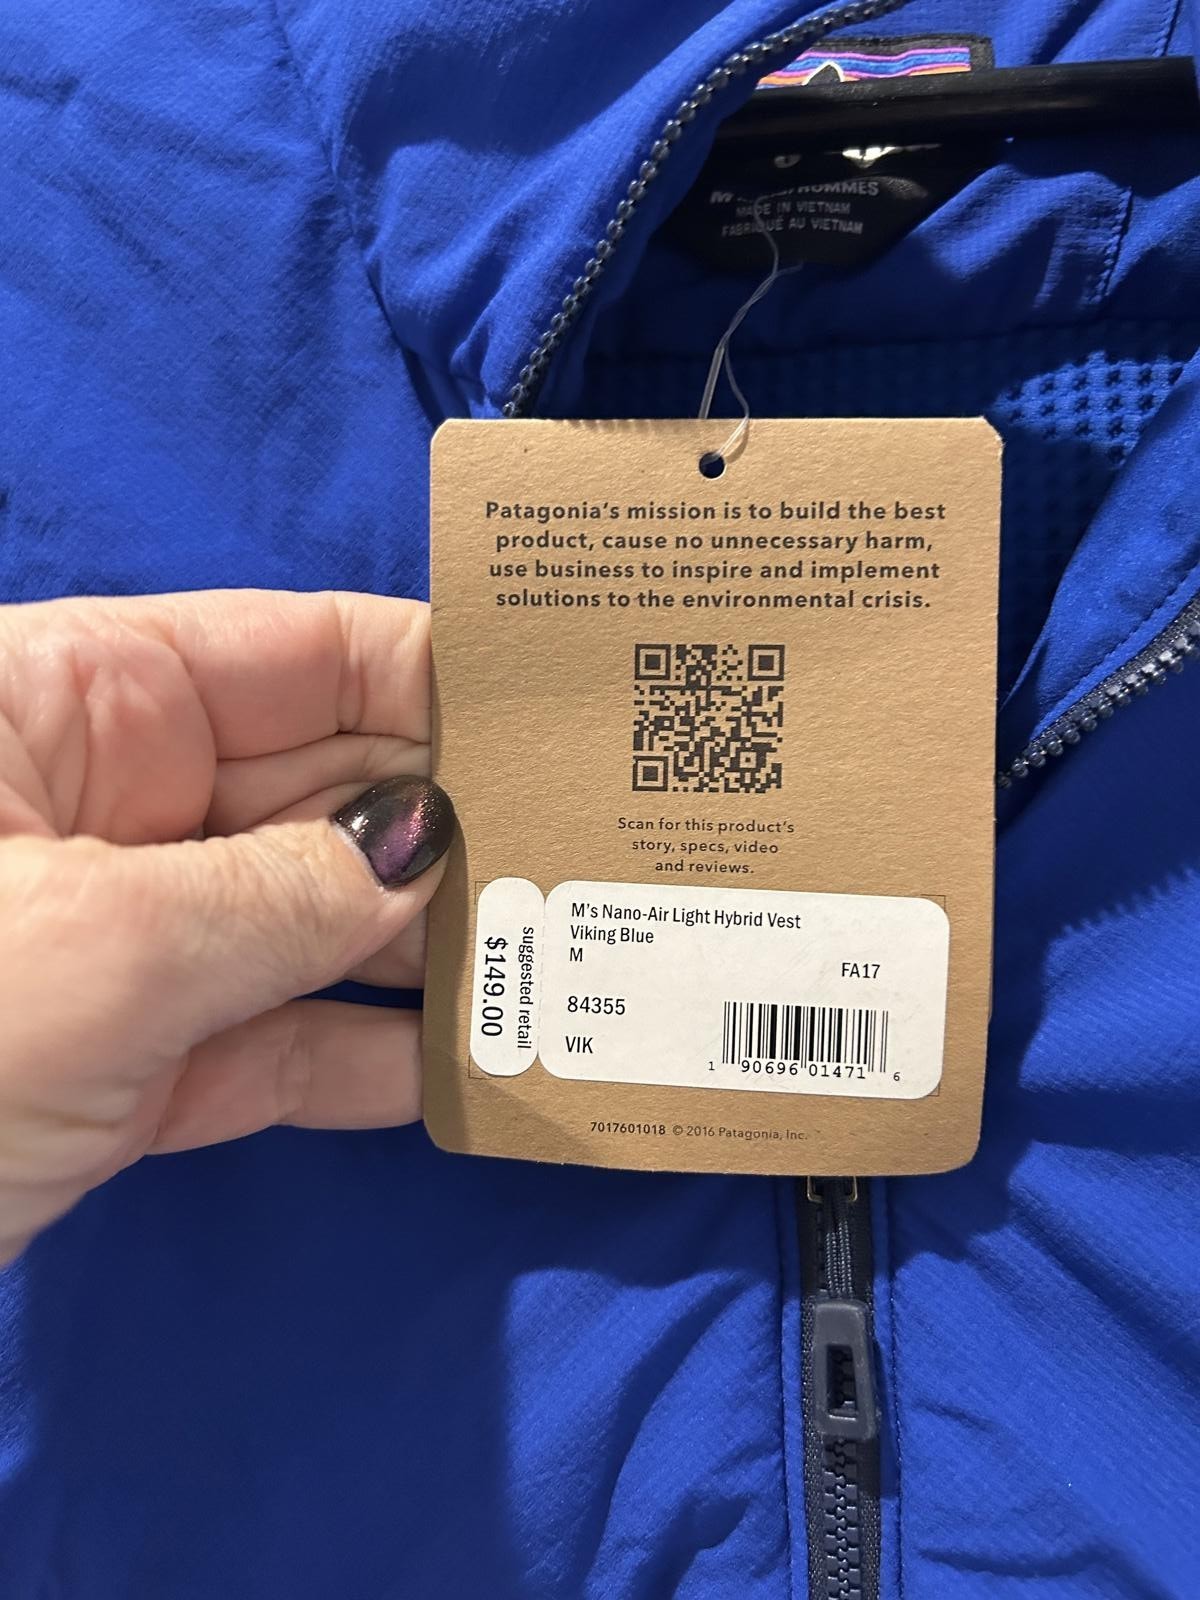 MADE IN VIETNAM
FABRIQUÉ AU VIETNAM
Patagonia's mission is to build the best
product, cause no unnecessary harm,
use business to inspire and implement
solutions to the environmental crisis.
Scan for this product's
story, specs, video
and reviews.
suggested retail
$149.00
M's Nano-Air Light Hybrid Vest
Viking Blue
M
FA17
84355
VIK
1 90696 01471 6
7017601018 © 2016 Patagonia, Inc.